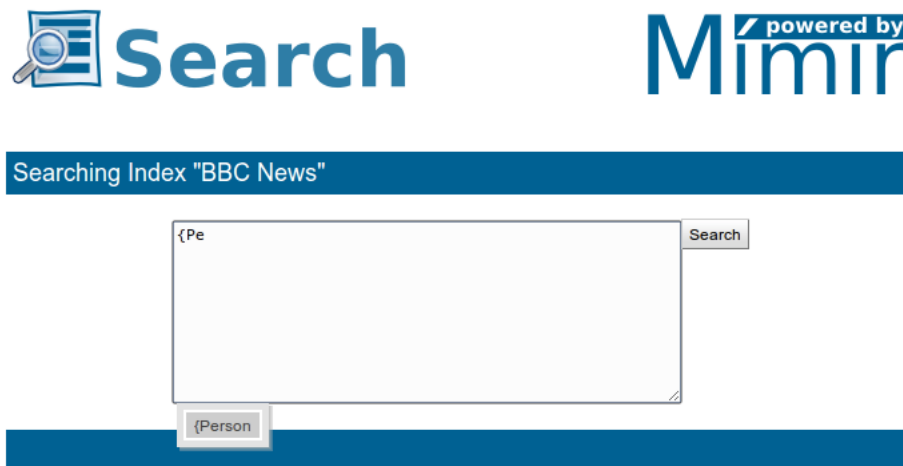 Search
powered by
Mimir
Searching Index "BBC News"
{Pe
Search
{Person